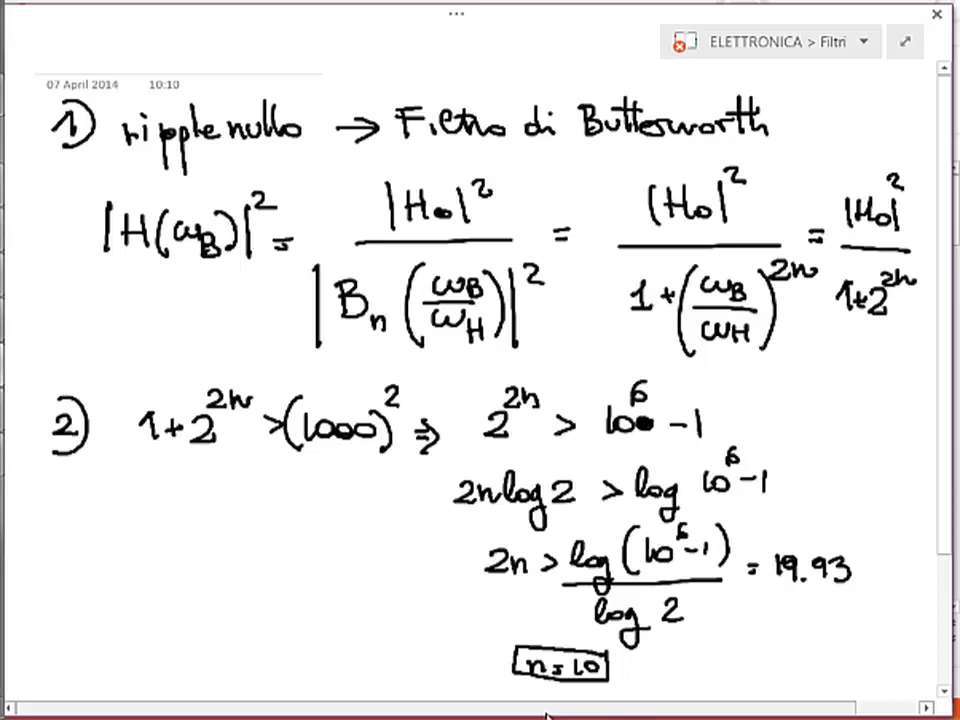 ELETTRONICA > Filtri
07 April 2014 10:10
1) ripple nullo → Filtro di Butterworth
|H(ωB)|² = |H0|² / |Bn (ωB/ωH)|² = |H0|² / 1+(ωB/ωH)^2n = |H0|² / 1+2^2n
2) 1+2^2n > (1000)² ⇒ 2^2n > 10^6 -1
2n log 2 > log 10^6 -1
2n > log (10^6 -1) / log 2 = 19.93
n=10